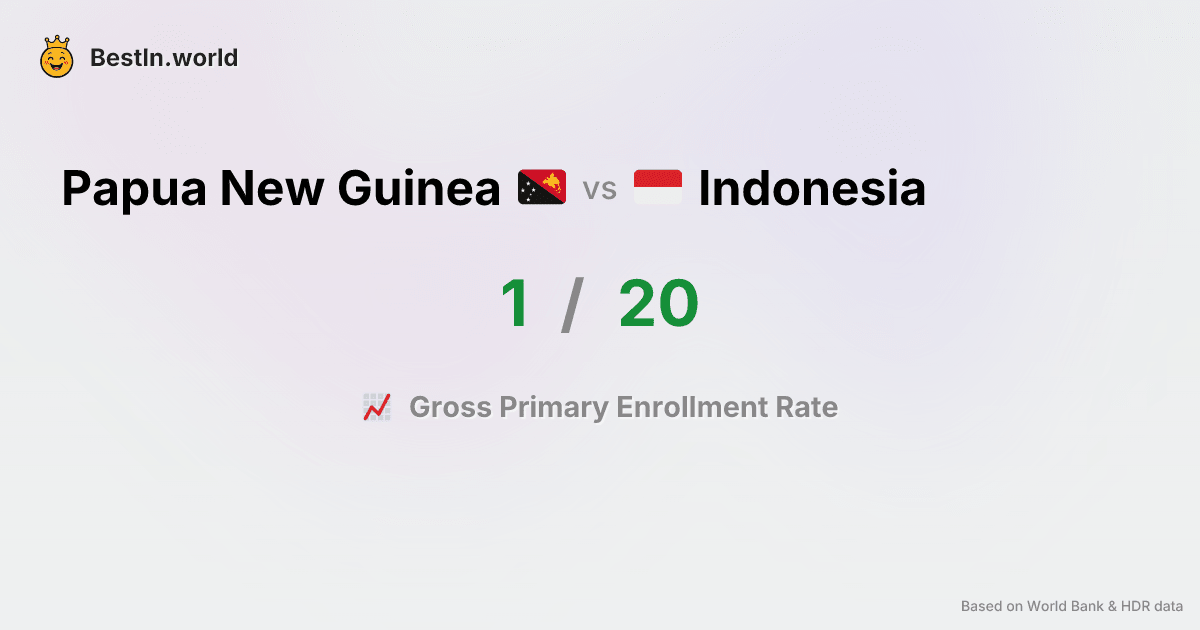 BestIn.world
Papua New Guinea vs Indonesia
1 / 20
Gross Primary Enrollment Rate
Based on World Bank & HDR data